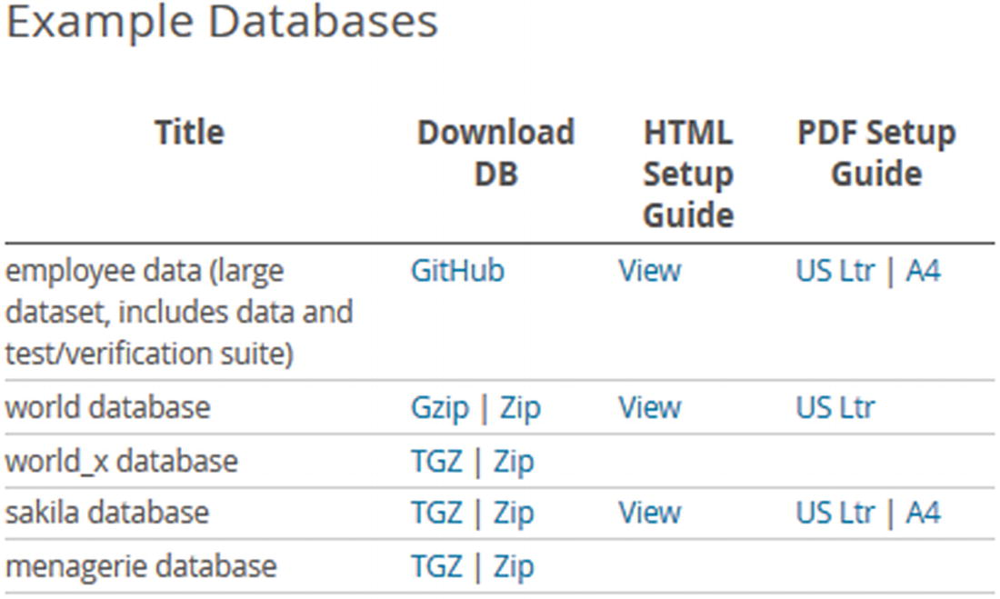 Example Databases
Title Download DB HTML Setup Guide PDF Setup Guide
employee data (large GitHub View US Ltr | A4
dataset, includes data and
test/verification suite)
world database Gzip | Zip View US Ltr
world_x database TGZ | Zip
sakila database TGZ | Zip View US Ltr | A4
menagerie database TGZ | Zip